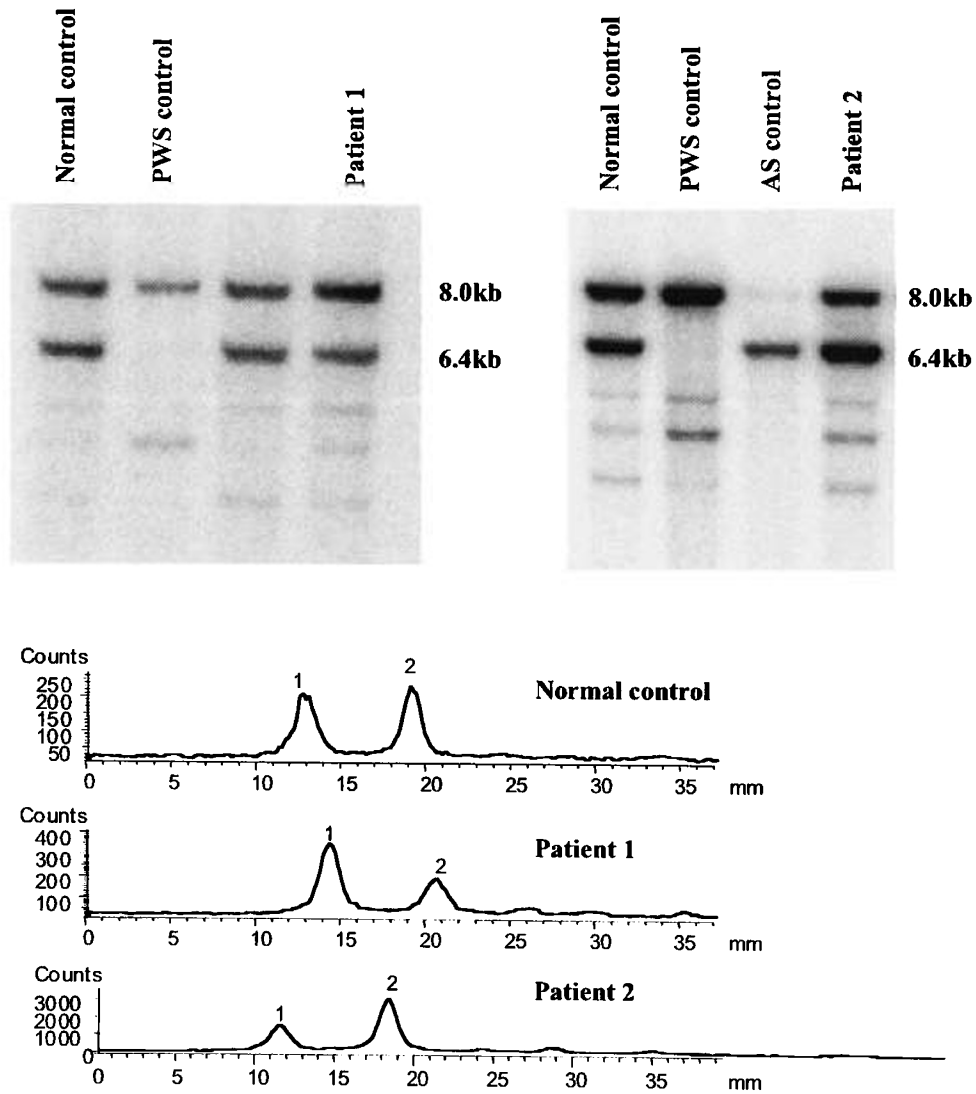 Normal control
PWS control
Patient 1
8.0kb
6.4kb
Normal control
PWS control
AS control
Patient 2
8.0kb
6.4kb
Counts
250
200
150
100
50
1
2
Normal control
0 5 10 15 20 25 30 35 mm
Counts
400
300
200
100
1
2
Patient 1
0 5 10 15 20 25 30 35 mm
Counts
3000
2000
1000
0
1
2
Patient 2
0 5 10 15 20 25 30 35 mm